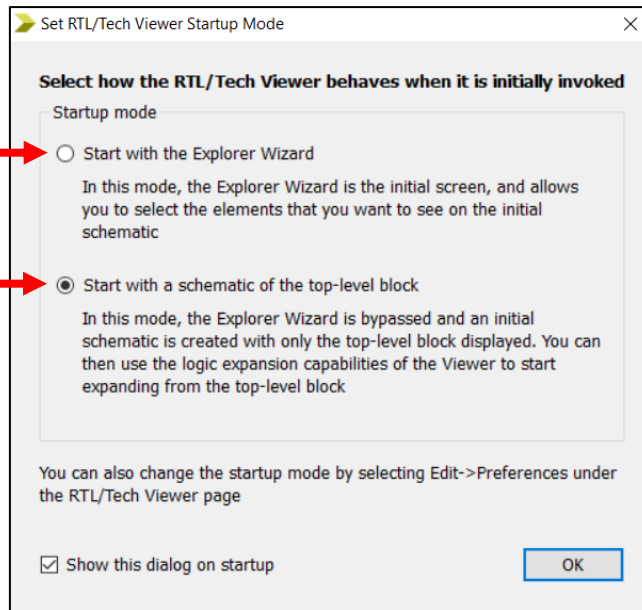 Set RTL/Tech Viewer Startup Mode
Select how the RTL/Tech Viewer behaves when it is initially invoked
Startup mode
Start with the Explorer Wizard
In this mode, the Explorer Wizard is the initial screen, and allows
you to select the elements that you want to see on the initial
schematic
Start with a schematic of the top-level block
In this mode, the Explorer Wizard is bypassed and an initial
schematic is created with only the top-level block displayed. You can
then use the logic expansion capabilities of the Viewer to start
expanding from the top-level block
You can also change the startup mode by selecting Edit->Preferences under
the RTL/Tech Viewer page
Show this dialog on startup
OK